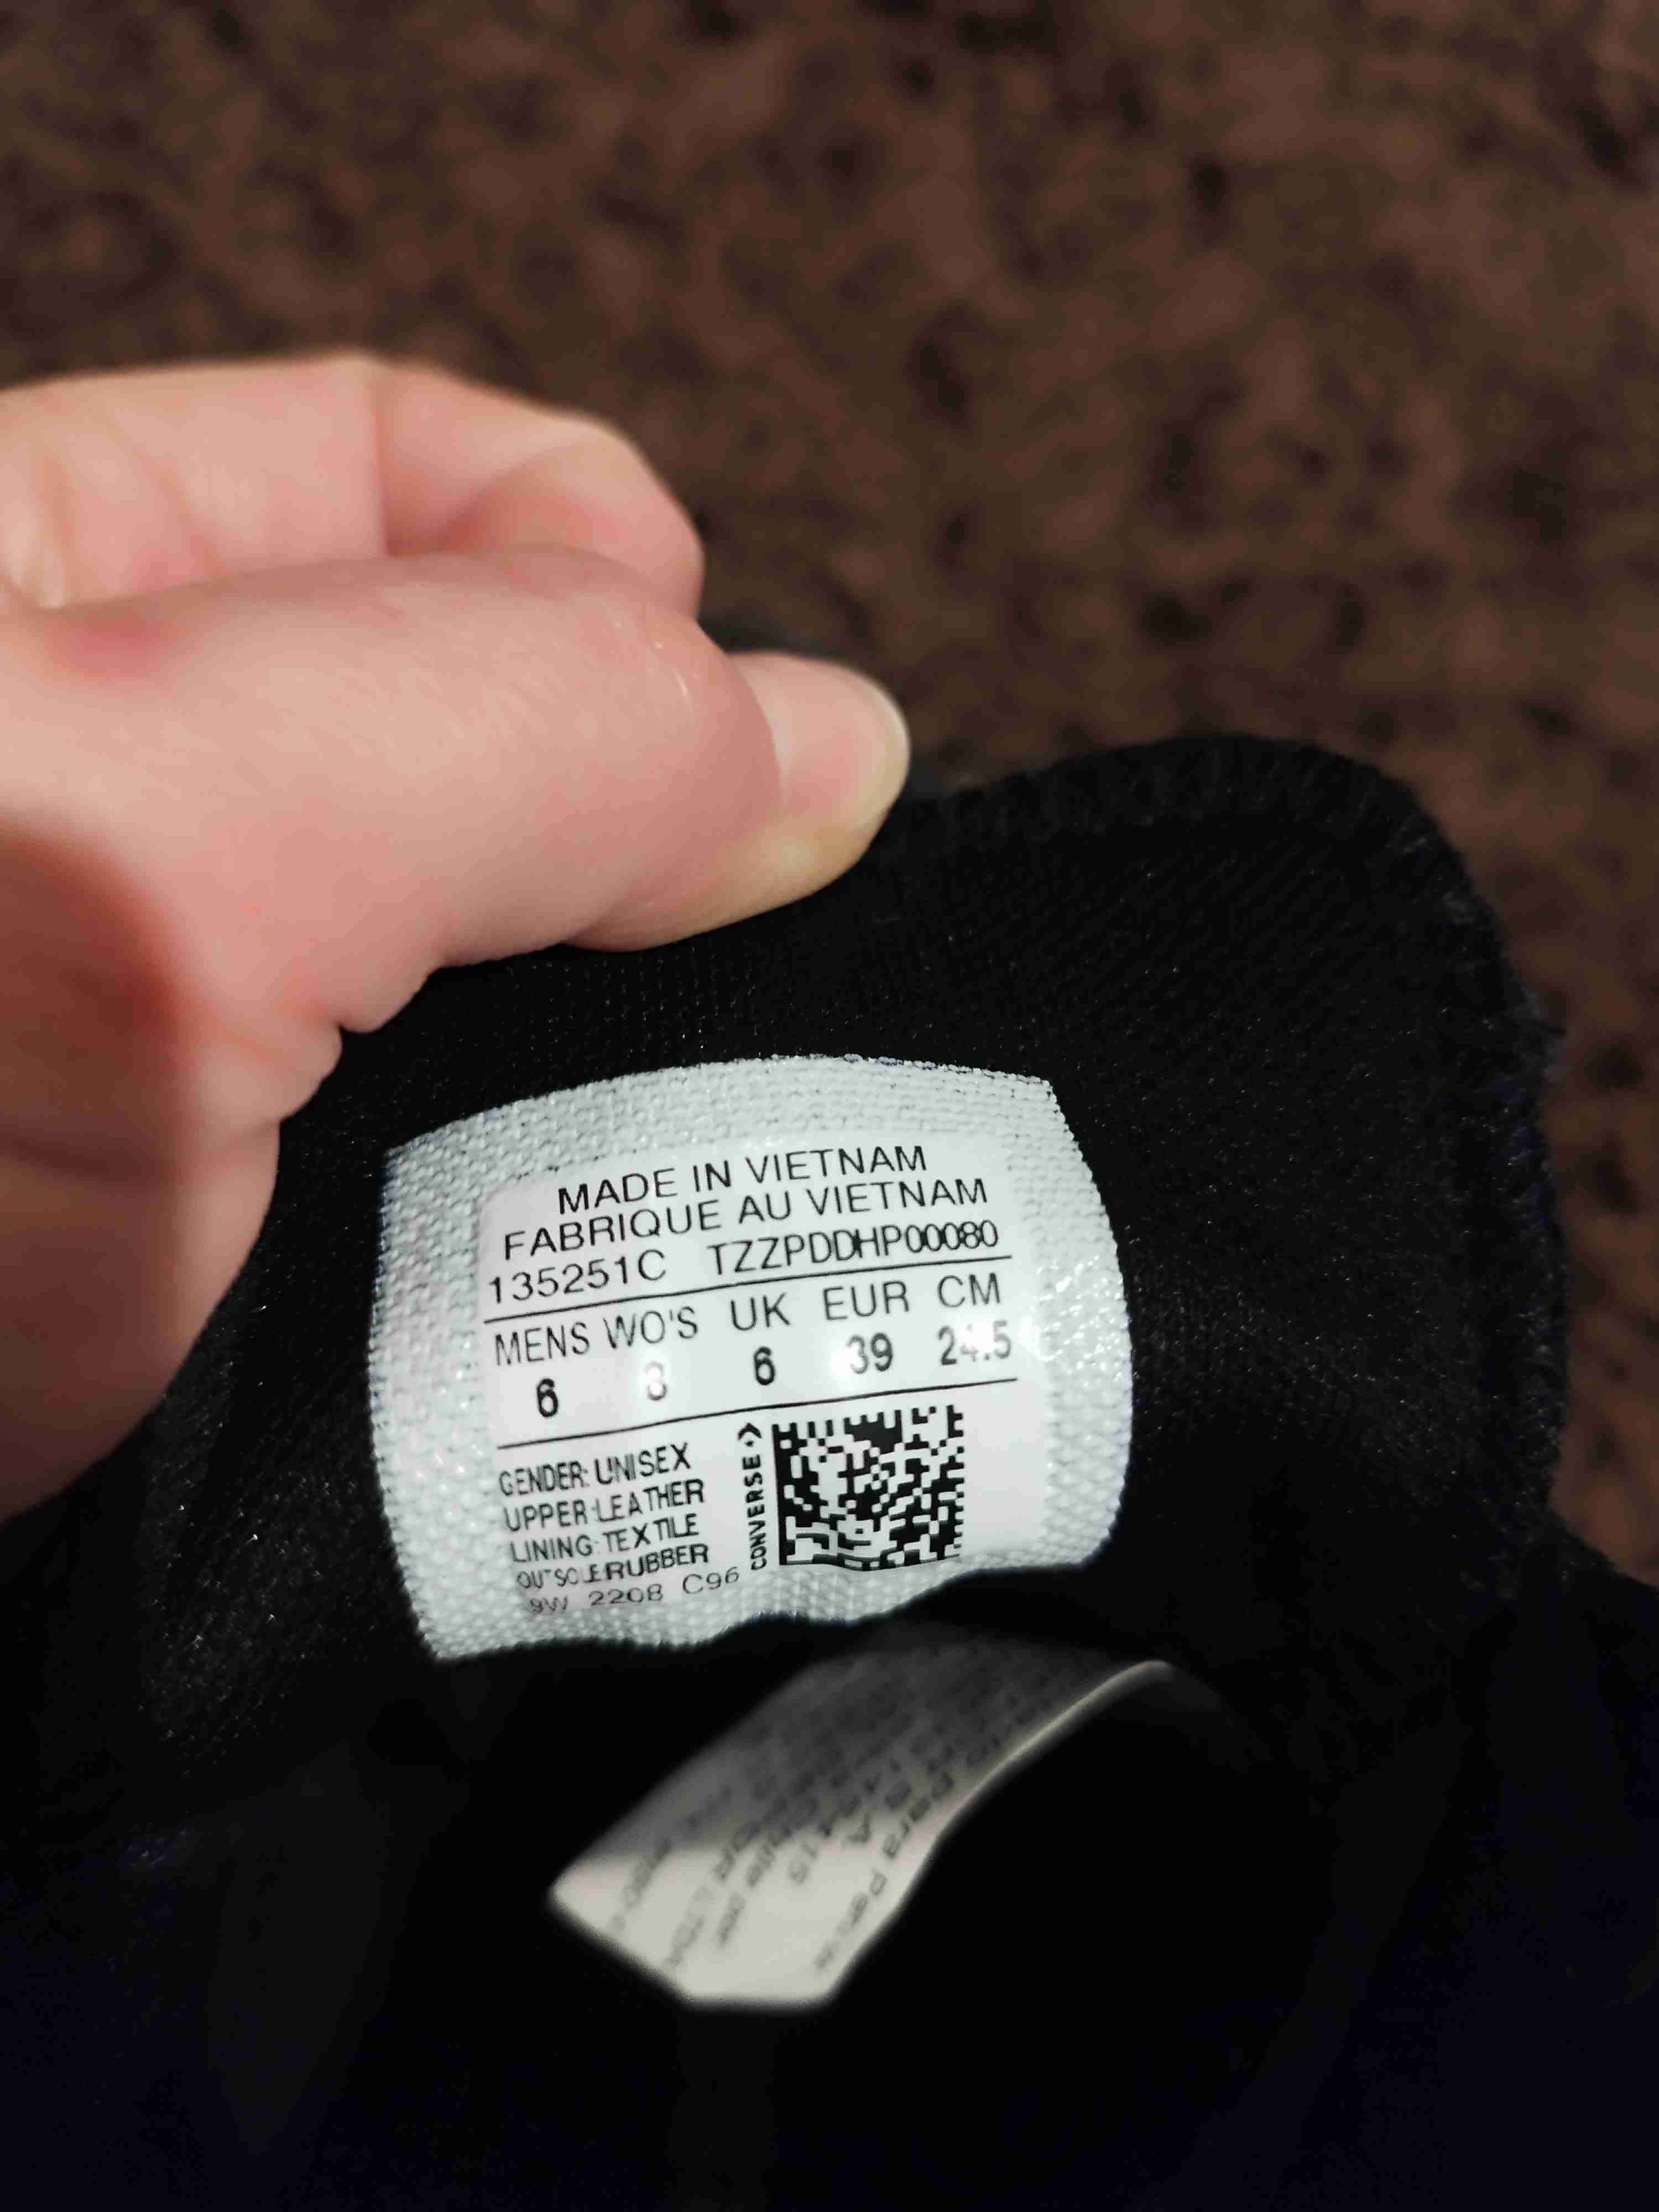 MADE IN VIETNAM
FABRIQUE AU VIETNAM
135251C TZZPDDHP00080
MENS WO'S UK EUR CM
6 8 6 39 24.5
GENDER: UNISEX
UPPER:LEATHER
LINING:TEXTILE
OUTSOLE:RUBBER
9W 2208 C96
CONVERSE
para
S.A.